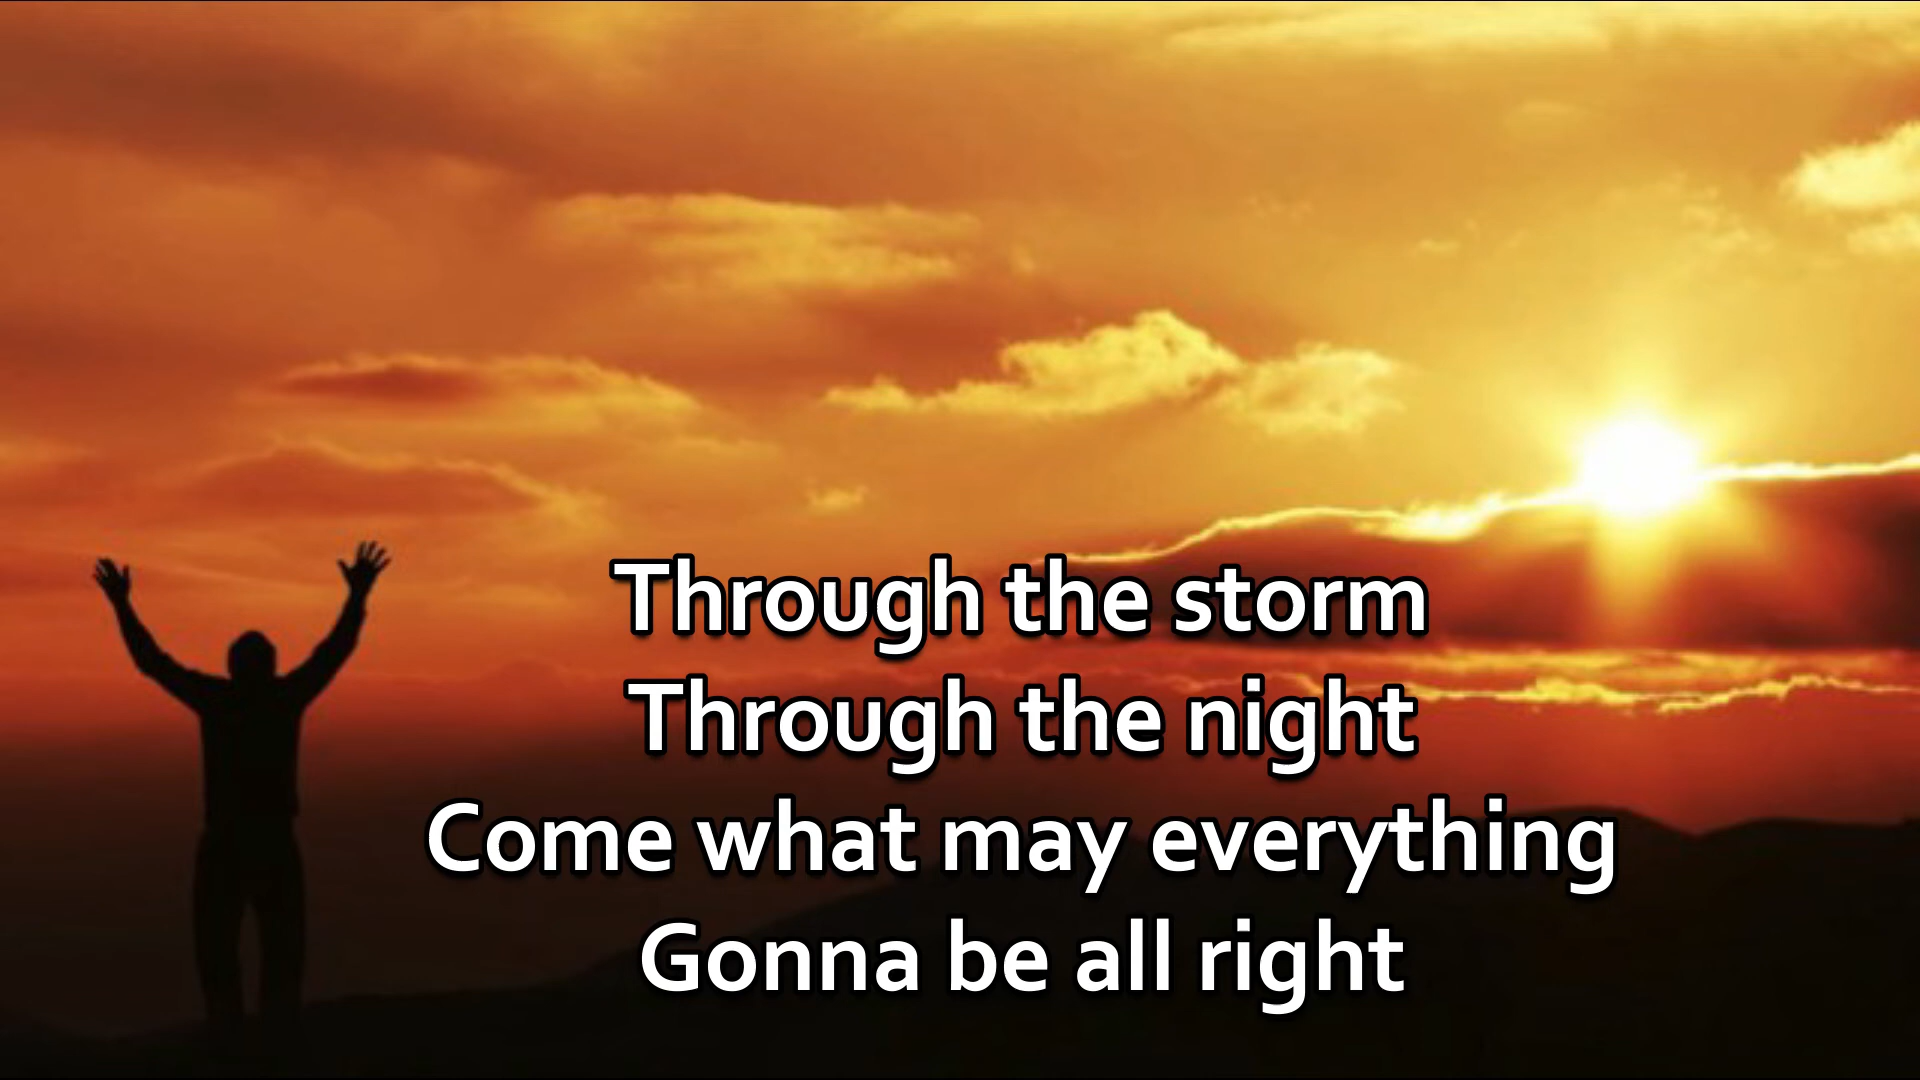 Through the storm
Through the night
Come what may everything
Gonna be all right